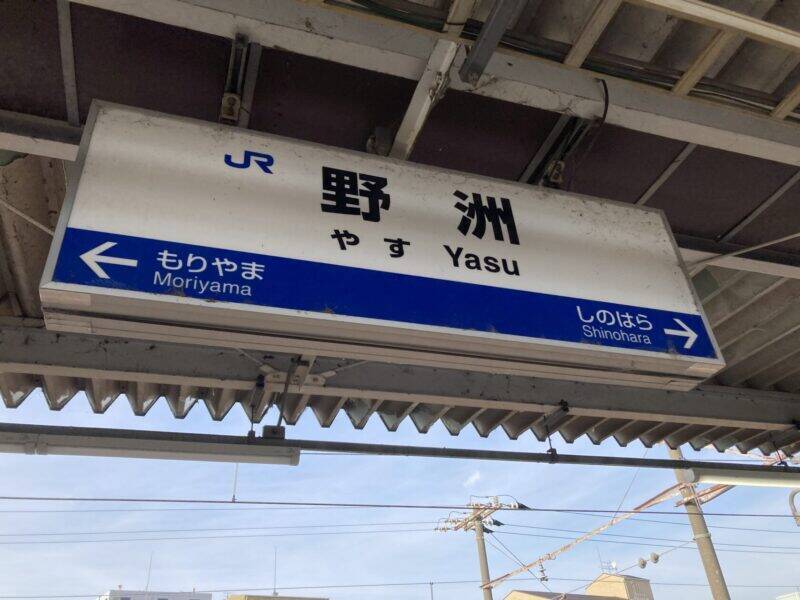 JR
野洲
やす Yasu
← もりやま
Moriyama
しのはら →
Shinohara